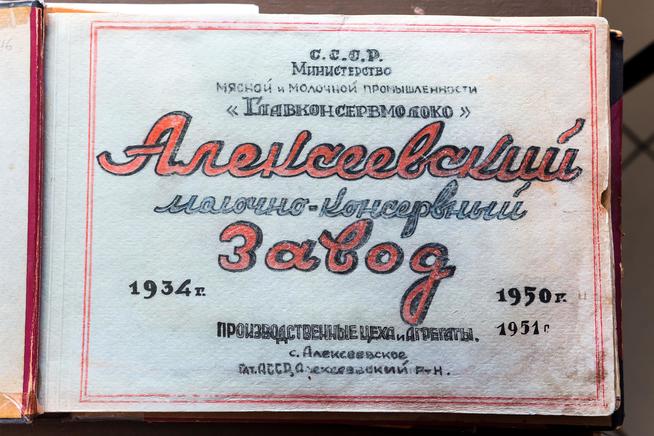 С.С.С.Р.
Министерство
мясной и молочной промышленности
«Главконсервмолоко»
Алексеевский
молочно-консервный
Завод
1934 г. 1950 г.
1951 г
Производственные цеха и агрегаты.
с. Алексеевское
Тат.АССР, Алексеевский р-н.